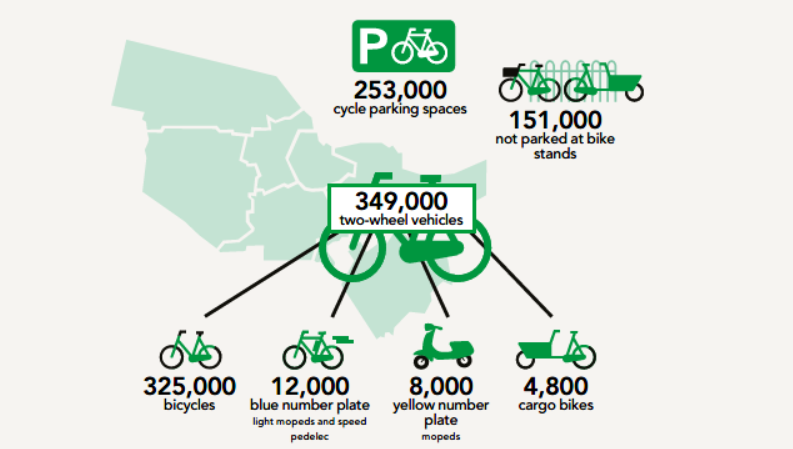 P
253,000
cycle parking spaces
151,000
not parked at bike
stands
349,000
two-wheel vehicles
325,000
bicycles
12,000
blue number plate
light mopeds and speed
pedelec
8,000
yellow number
plate
mopeds
4,800
cargo bikes